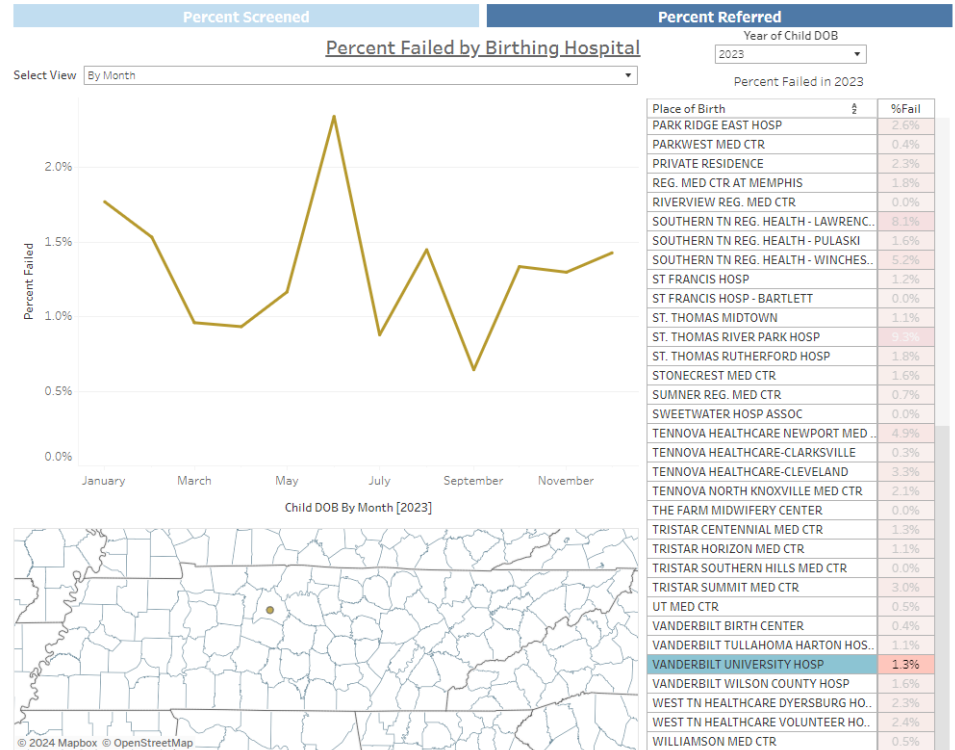 Percent Screened
Percent Referred
Percent Failed by Birthing Hospital
Year of Child DOB
2023
Select View By Month
Percent Failed in 2023
Place of Birth %Fail
PARK RIDGE EAST HOSP 2.6%
PARKWEST MED CTR 0.4%
PRIVATE RESIDENCE 2.3%
REG. MED CTR AT MEMPHIS 1.8%
RIVERVIEW REG. MED CTR 0.0%
SOUTHERN TN REG. HEALTH - LAWRENC.. 8.1%
SOUTHERN TN REG. HEALTH - PULASKI 1.6%
SOUTHERN TN REG. HEALTH - WINCHES.. 5.2%
ST FRANCIS HOSP 1.2%
ST FRANCIS HOSP - BARTLETT 0.0%
ST. THOMAS MIDTOWN 1.1%
ST. THOMAS RIVER PARK HOSP
ST. THOMAS RUTHERFORD HOSP 1.8%
STONECREST MED CTR 1.6%
SUMNER REG. MED CTR 0.7%
SWEETWATER HOSP ASSOC 0.0%
TENNOVA HEALTHCARE NEWPORT MED .. 4.9%
TENNOVA HEALTHCARE-CLARKSVILLE 0.3%
TENNOVA HEALTHCARE-CLEVELAND 3.3%
TENNOVA NORTH KNOXVILLE MED CTR 2.1%
THE FARM MIDWIFERY CENTER 0.0%
TRISTAR CENTENNIAL MED CTR 1.3%
TRISTAR HORIZON MED CTR 1.1%
TRISTAR SOUTHERN HILLS MED CTR 0.0%
TRISTAR SUMMIT MED CTR 3.0%
UT MED CTR 0.5%
VANDERBILT BIRTH CENTER 0.4%
VANDERBILT TULLAHOMA HARTON HOS.. 1.1%
VANDERBILT UNIVERSITY HOSP 1.3%
VANDERBILT WILSON COUNTY HOSP 1.6%
WEST TN HEALTHCARE DYERSBURG HO.. 2.3%
WEST TN HEALTHCARE VOLUNTEER HO.. 2.4%
WILLIAMSON MED CTR 0.5%
Percent Failed
2.0%
1.5%
1.0%
0.5%
0.0%
January March May July September November
Child DOB By Month [2023]
© 2024 Mapbox © OpenStreetMap